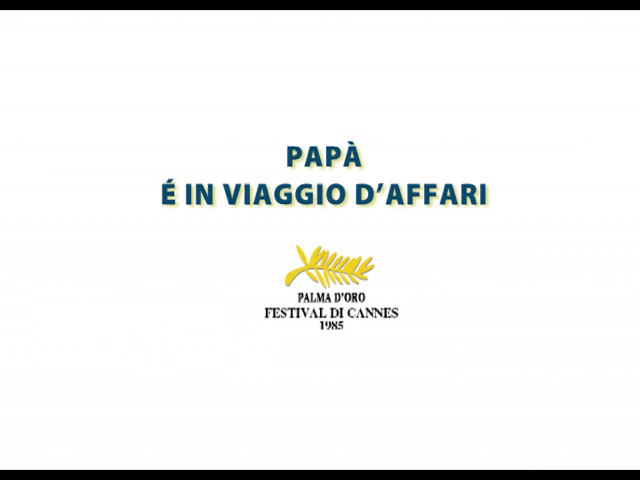 PAPÀ
É IN VIAGGIO D’AFFARI
PALMA D'ORO
FESTIVAL DI CANNES
1985